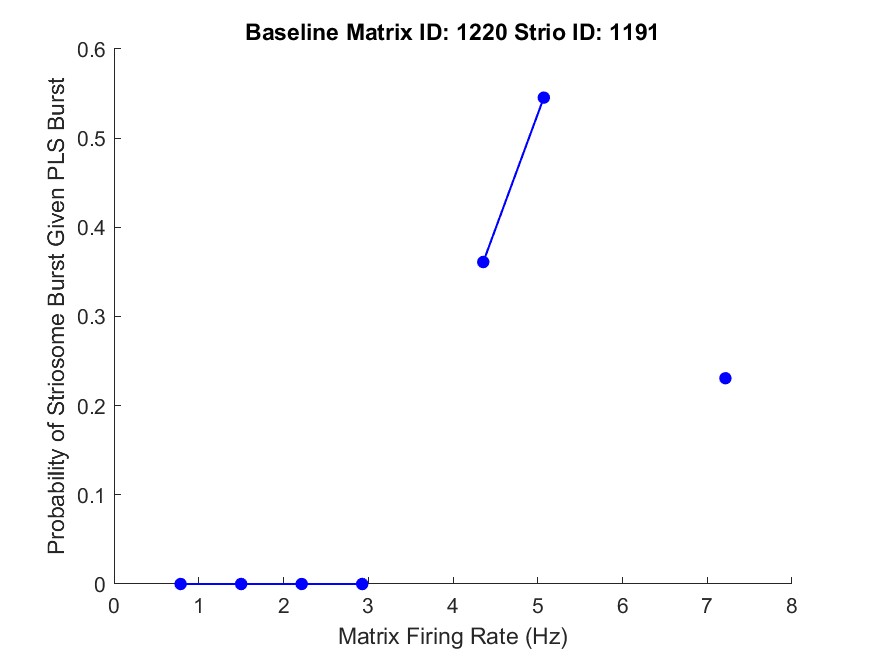 Baseline Matrix ID: 1220 Strio ID: 1191
Probability of Striosome Burst Given PLS Burst
0.6
0.5
0.4
0.3
0.2
0.1
0
0 1 2 3 4 5 6 7 8
Matrix Firing Rate (Hz)